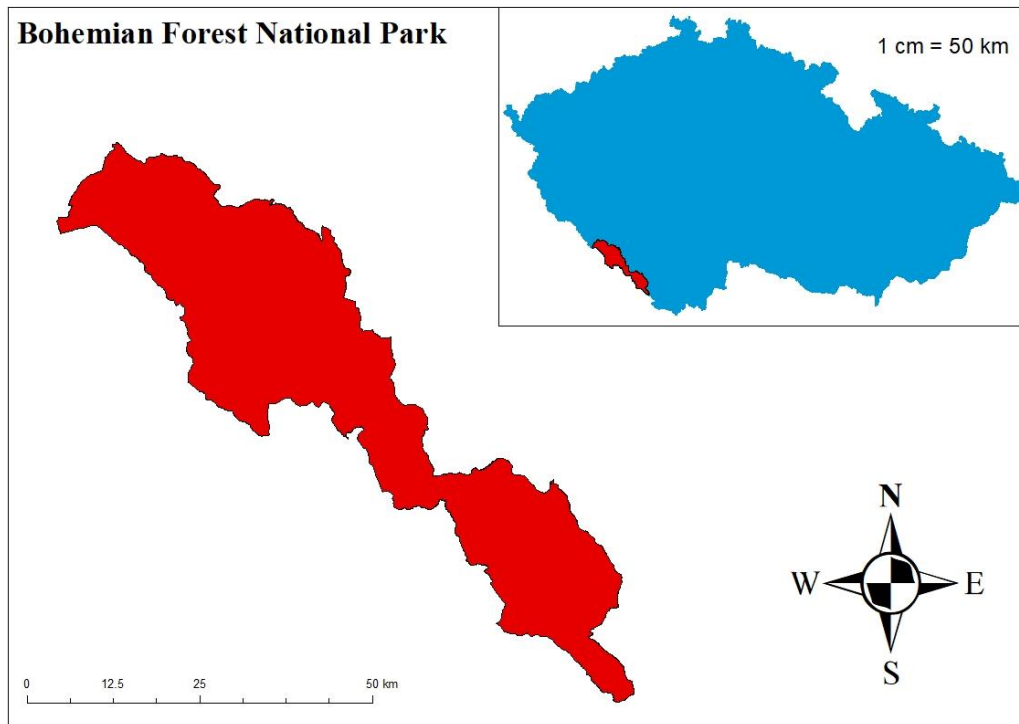 Bohemian Forest National Park
1 cm = 50 km
N
W E
S
0 12.5 25 50 km